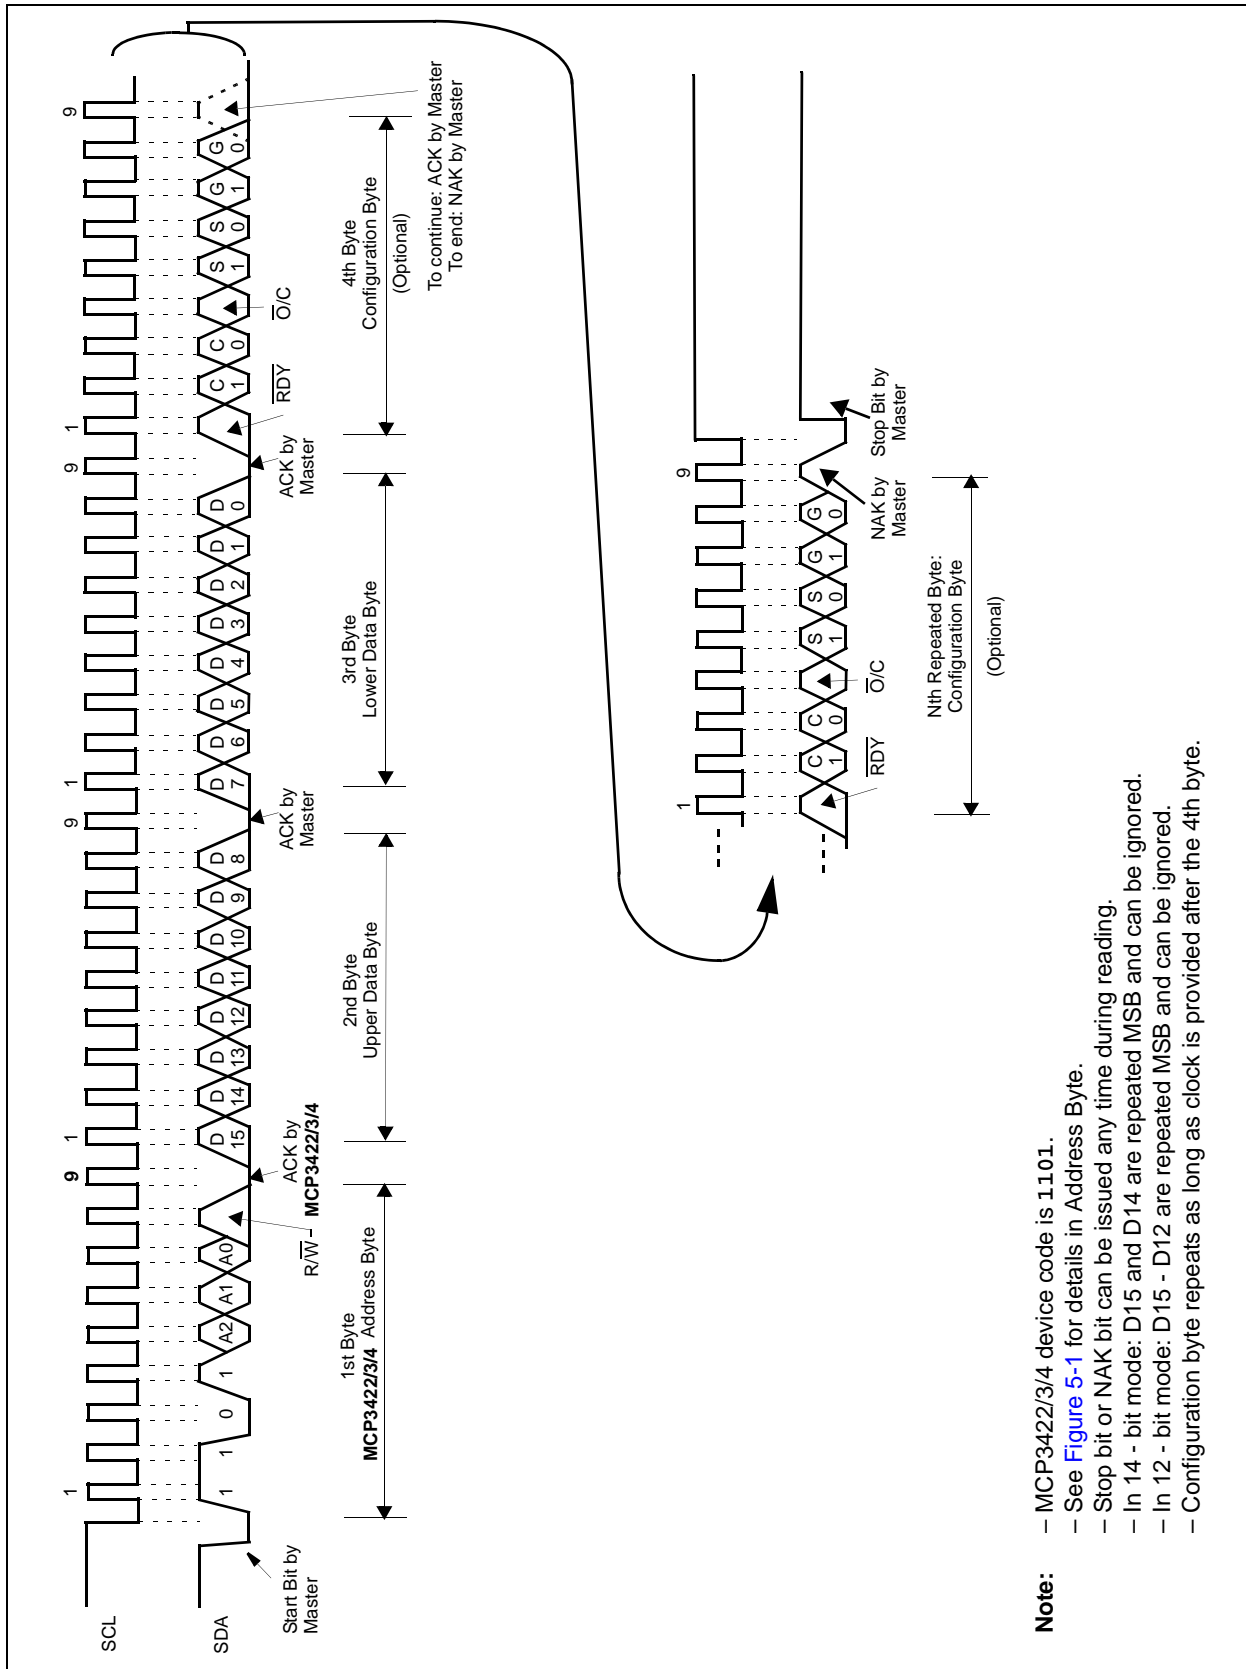 SCL
1
9
1
9
1
9
1
9
SDA
1
1
0
1
A2
A1
A0
D 15
D 14
D 13
D 12
D 11
D 10
D 9
D 8
D 7
D 6
D 5
D 4
D 3
D 2
D 1
D 0
C 1
C 0
S 1
S 0
G 1
G 0
Start Bit by
Master
R/W̅
ACK by
MCP3422/3/4
ACK by
Master
ACK by
Master
R̅D̅Y̅
O̅/C
1st Byte
MCP3422/3/4 Address Byte
2nd Byte
Upper Data Byte
3rd Byte
Lower Data Byte
4th Byte
Configuration Byte
(Optional)
To continue: ACK by Master
To end: NAK by Master
1
9
C 1
C 0
S 1
S 0
G 1
G 0
R̅D̅Y̅
O̅/C
NAK by
Master
Stop Bit by
Master
Nth Repeated Byte:
Configuration Byte
(Optional)
Note:
– MCP3422/3/4 device code is 1101.
– See Figure 5-1 for details in Address Byte.
– Stop bit or NAK bit can be issued any time during reading.
– In 14 - bit mode: D15 and D14 are repeated MSB and can be ignored.
– In 12 - bit mode: D15 - D12 are repeated MSB and can be ignored.
– Configuration byte repeats as long as clock is provided after the 4th byte.